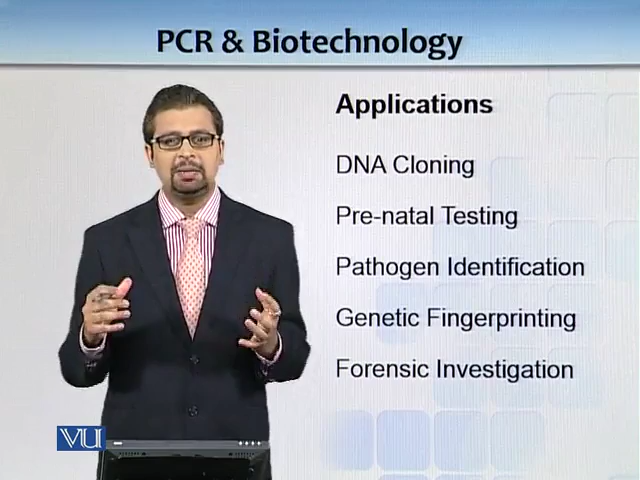 PCR & Biotechnology
Applications
DNA Cloning
Pre-natal Testing
Pathogen Identification
Genetic Fingerprinting
Forensic Investigation
VU